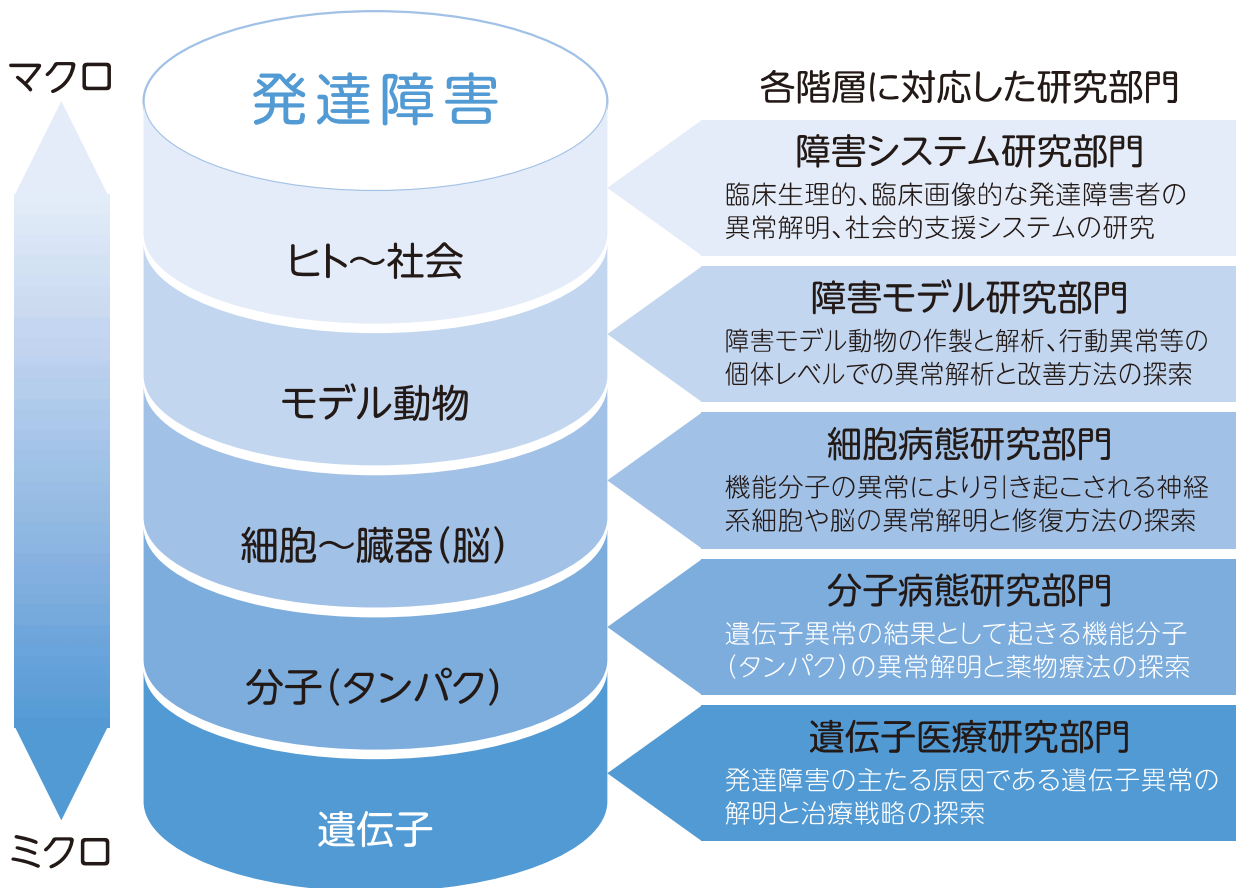 マクロ
発達障害
ヒト～社会
モデル動物
細胞～臓器（脳）
分子（タンパク）
遺伝子
ミクロ
各階層に対応した研究部門
障害システム研究部門
臨床生理的、臨床画像的な発達障害者の
異常解明、社会的支援システムの研究
障害モデル研究部門
障害モデル動物の作製と解析、行動異常等の
個体レベルでの異常解析と改善方法の探索
細胞病態研究部門
機能分子の異常により引き起こされる神経
系細胞や脳の異常解明と修復方法の探索
分子病態研究部門
遺伝子異常の結果として起きる機能分子
（タンパク）の異常解明と薬物療法の探索
遺伝子医療研究部門
発達障害の主たる原因である遺伝子異常の
解明と治療戦略の探索